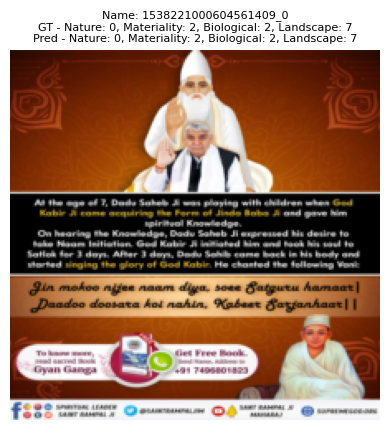 Name: 1538221000604561409_0
GT - Nature: 0, Materiality: 2, Biological: 2, Landscape: 7
Pred - Nature: 0, Materiality: 2, Biological: 2, Landscape: 7
At the age of 7, Dadu Saheb Ji was playing with children when God
Kabir Ji came acquiring the Form of Jinda Baba Ji and gave him
spiritual Knowledge.
On hearing the Knowledge, Dadu Saheb Ji expressed his desire to
take Naam Initiation. God Kabir Ji initiated him and took his soul to
Satlok for 3 days. After 3 days, Dadu Sahib came back in his body and
started singing the glory of God Kabir. He chanted the following Vani:
Jin mokoo nijee naam diya, soee Satguru hamaar|
Daadoo doosara koi nahin, Kabeer Sarjanhaar||
To know more,
read sacred Book
Gyan Ganga
Get Free Book.
Send Name, Address to
+91 7496801823
SPIRITUAL LEADER
SAINT RAMPAL JI
@SAINTRAMPALJIM
SANT RAMPAL JI
MAHARAJ
SUPREMEGOD.ORG